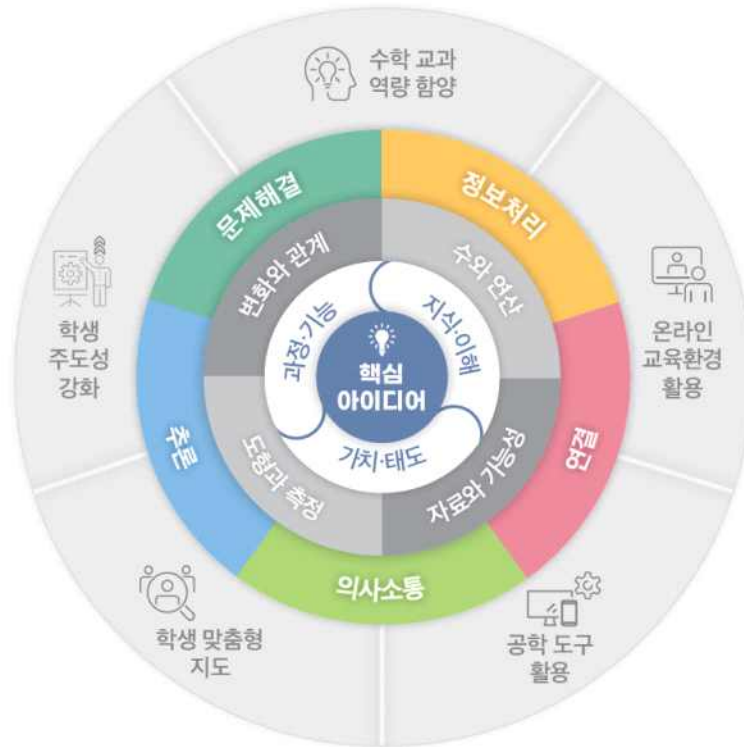 수학 교과
역량 함양
문제해결
정보처리
변화와 관계
수와 연산
학생
주도성
강화
과정·기능
지식·이해
온라인
교육환경
활용
핵심
아이디어
추론
도형과 측정
가치·태도
자료와 가능성
연결
의사소통
학생 맞춤형
지도
공학 도구
활용